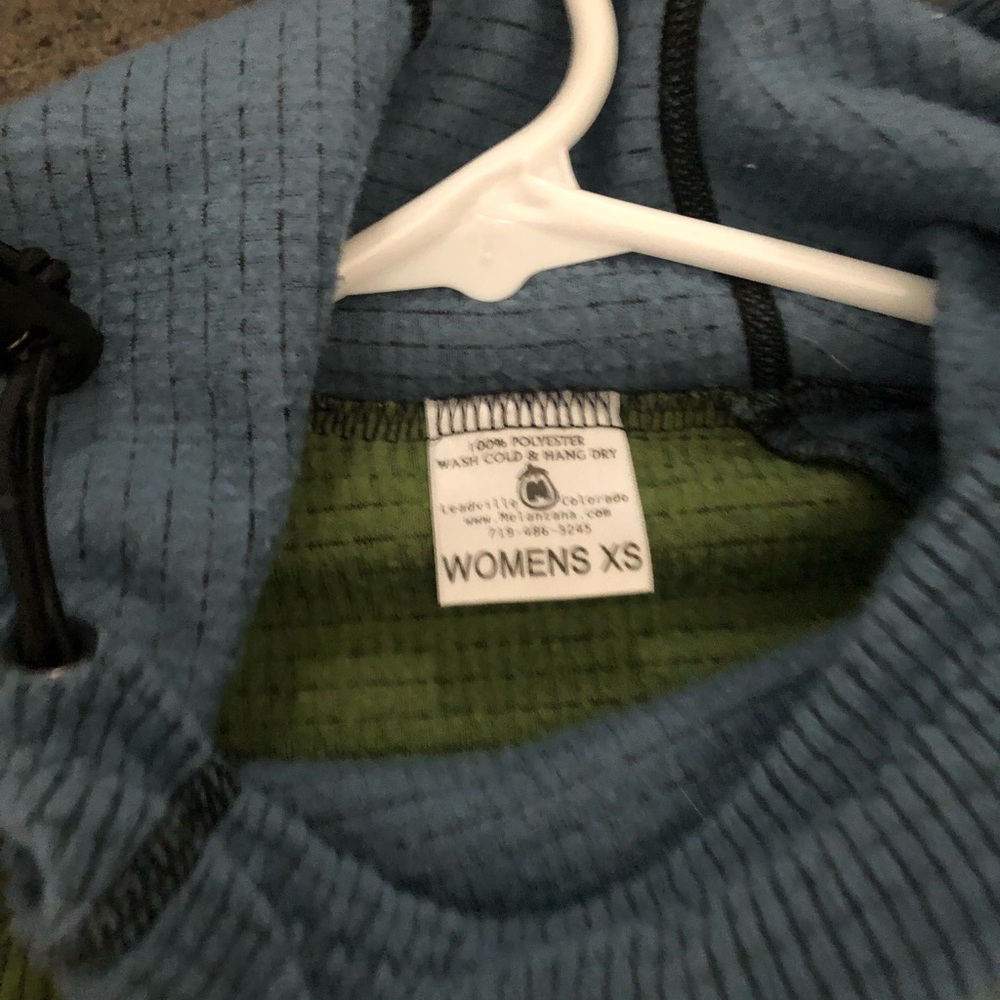 100% POLYESTER
WASH COLD & HANG DRY
M
Leadville Colorado
www.Melanzana.com
719-486-3245
WOMENS XS